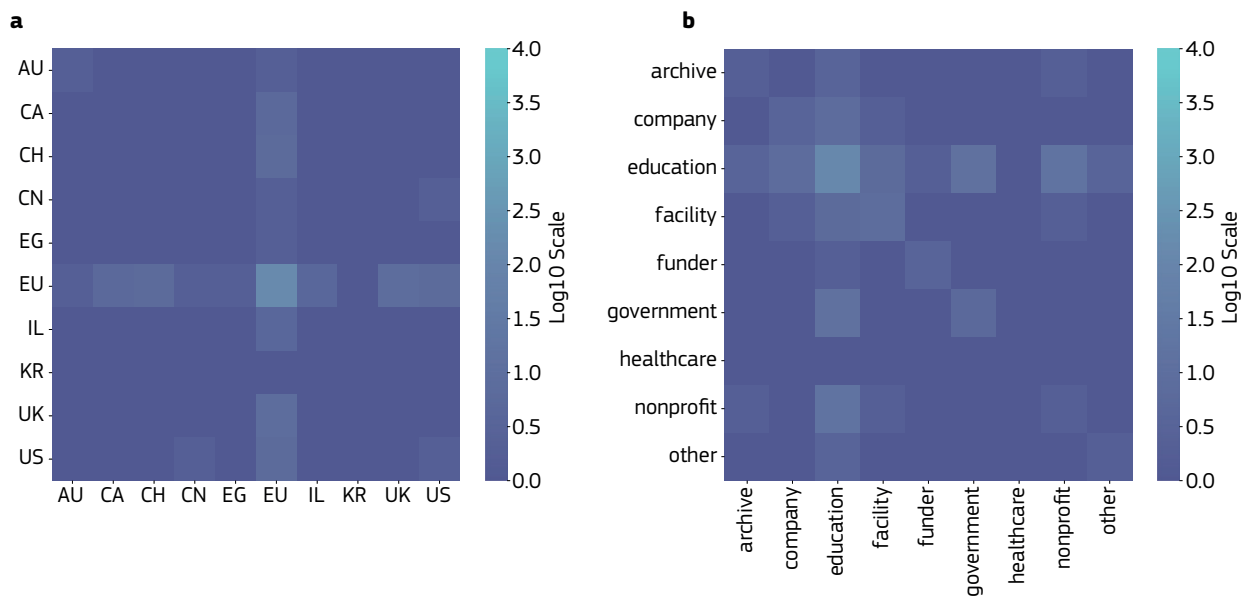 a
AU
CA
CH
CN
EG
EU
IL
KR
UK
US
AU CA CH CN EG EU IL KR UK US
4.0
3.5
3.0
2.5
2.0
1.5
1.0
0.5
0.0
Log10 Scale
b
archive
company
education
facility
funder
government
healthcare
nonprofit
other
archive company education facility funder government healthcare nonprofit other
4.0
3.5
3.0
2.5
2.0
1.5
1.0
0.5
0.0
Log10 Scale